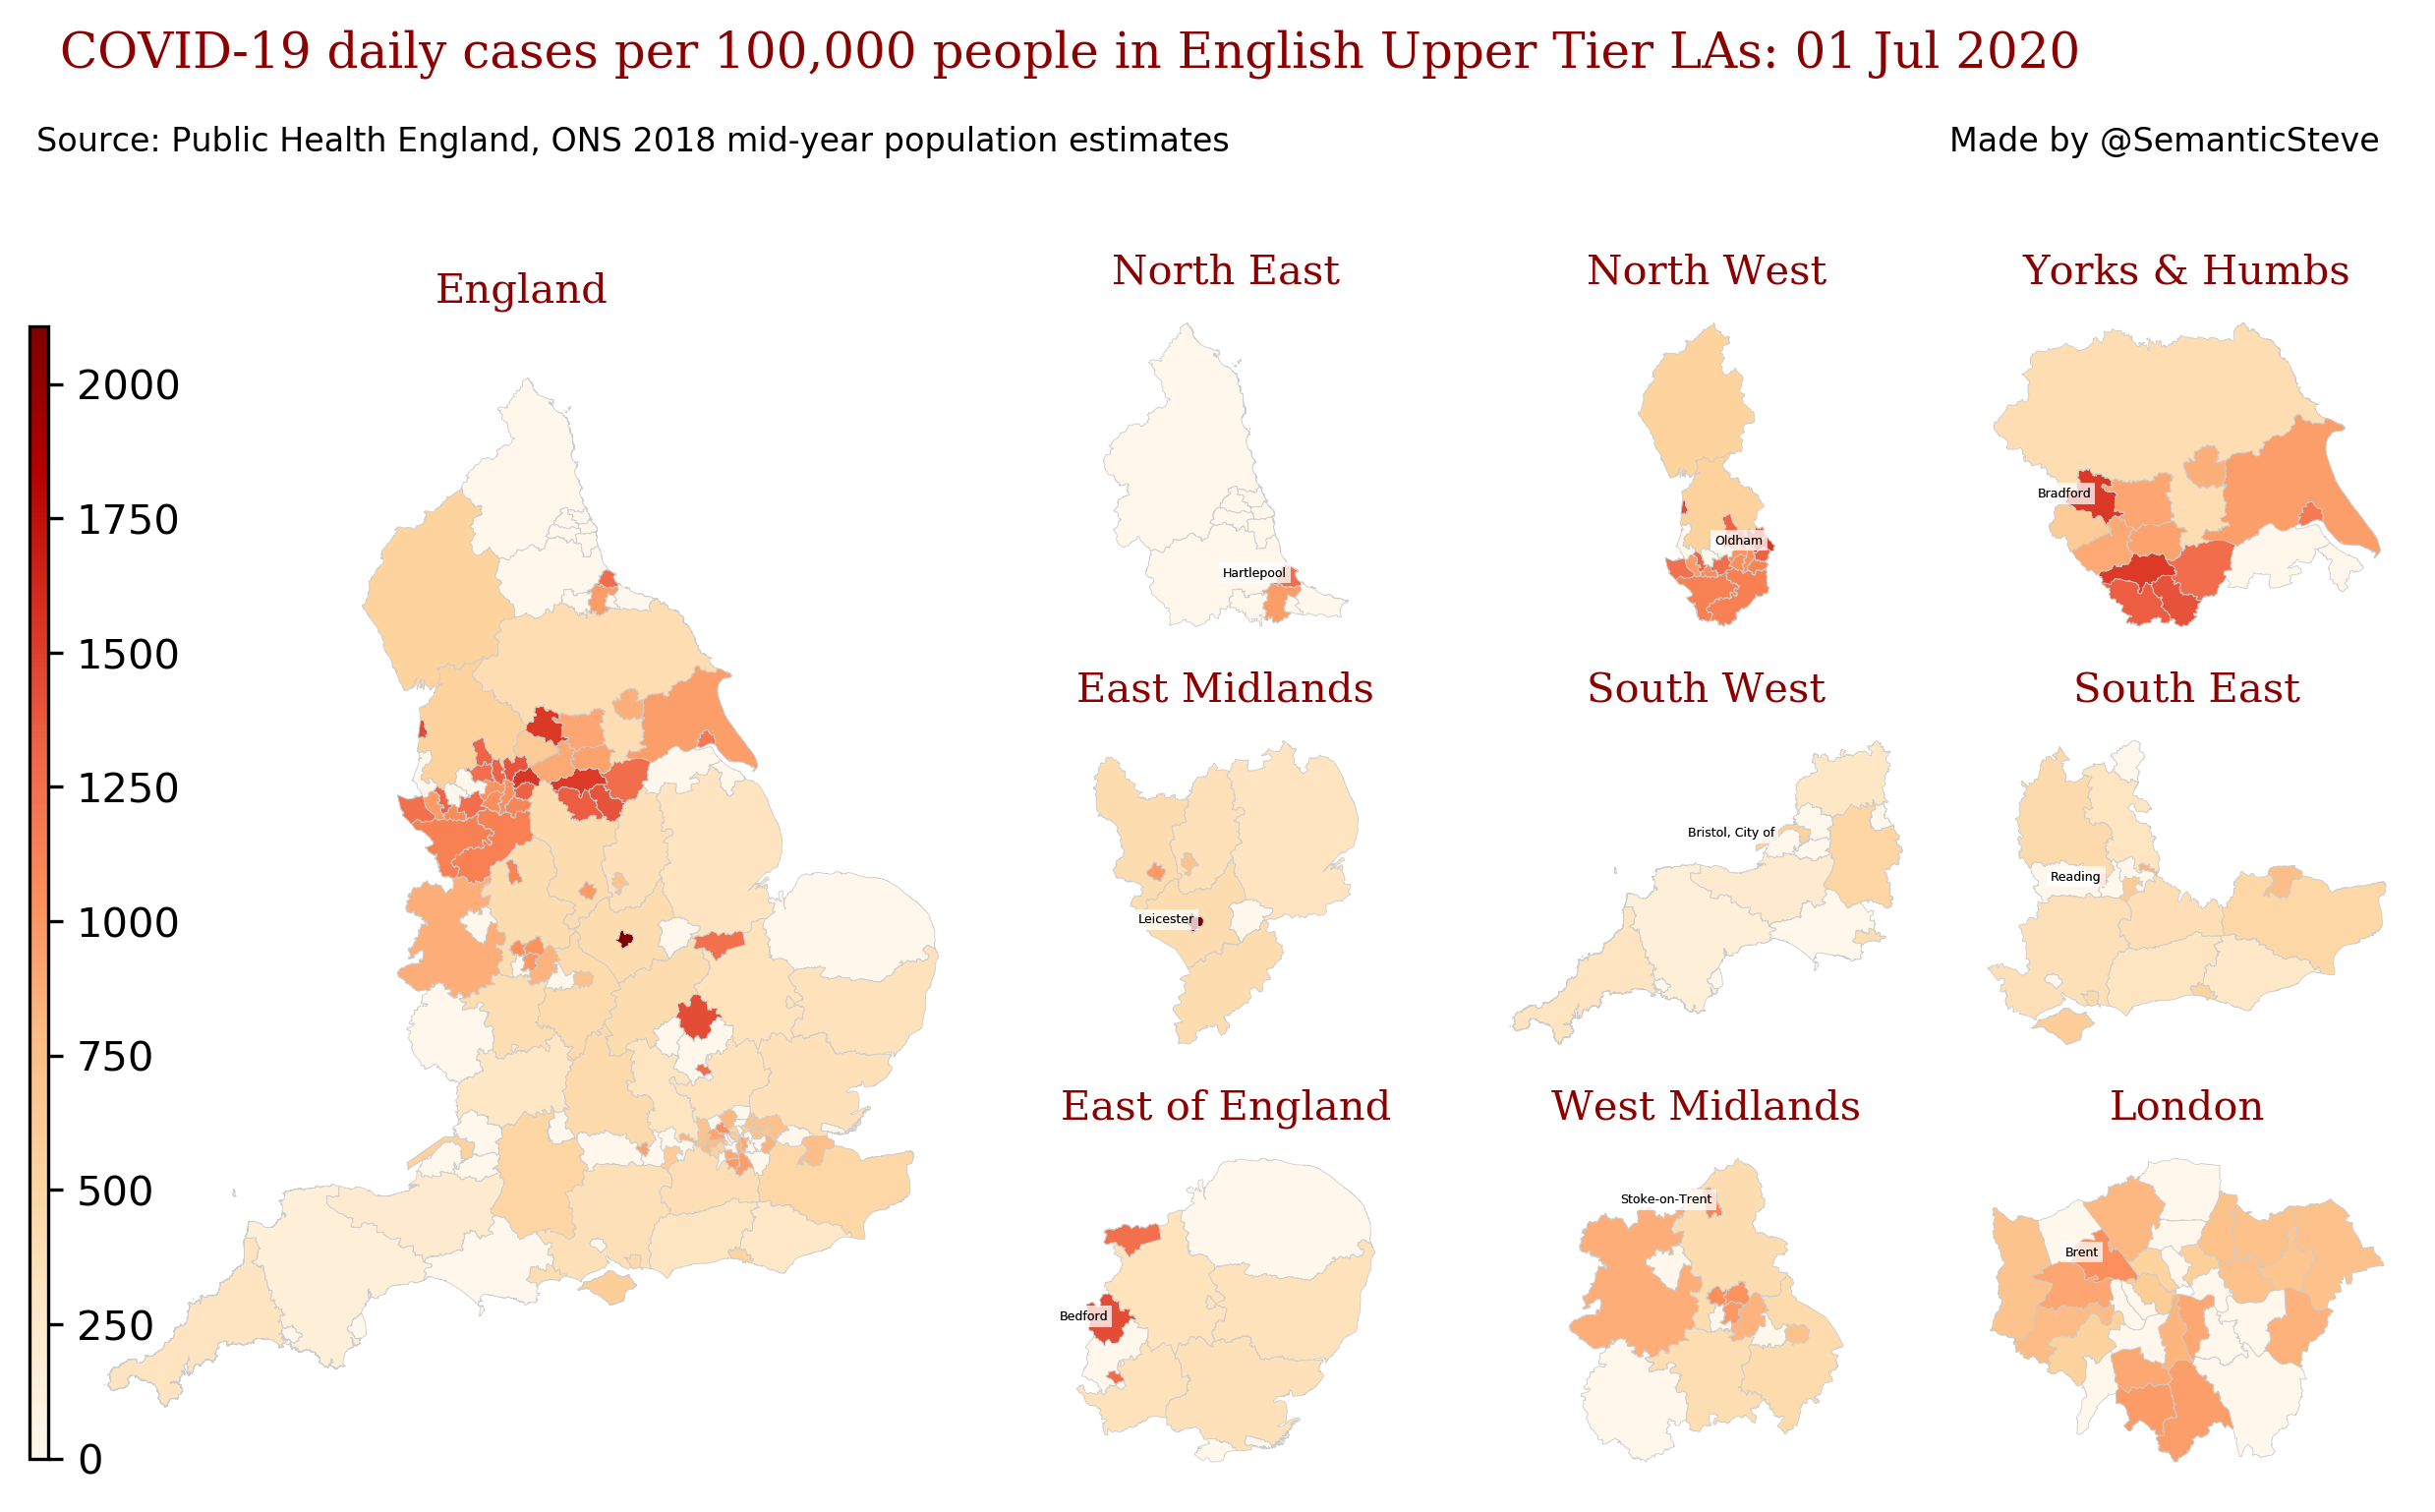 COVID-19 daily cases per 100,000 people in English Upper Tier LAs: 01 Jul 2020
Source: Public Health England, ONS 2018 mid-year population estimates
Made by @SemanticSteve
England
2000
1750
1500
1250
1000
750
500
250
0
North East
Hartlepool
North West
Oldham
Yorks & Humbs
Bradford
East Midlands
Leicester
South West
Bristol, City of
South East
Reading
East of England
Bedford
West Midlands
Stoke-on-Trent
London
Brent